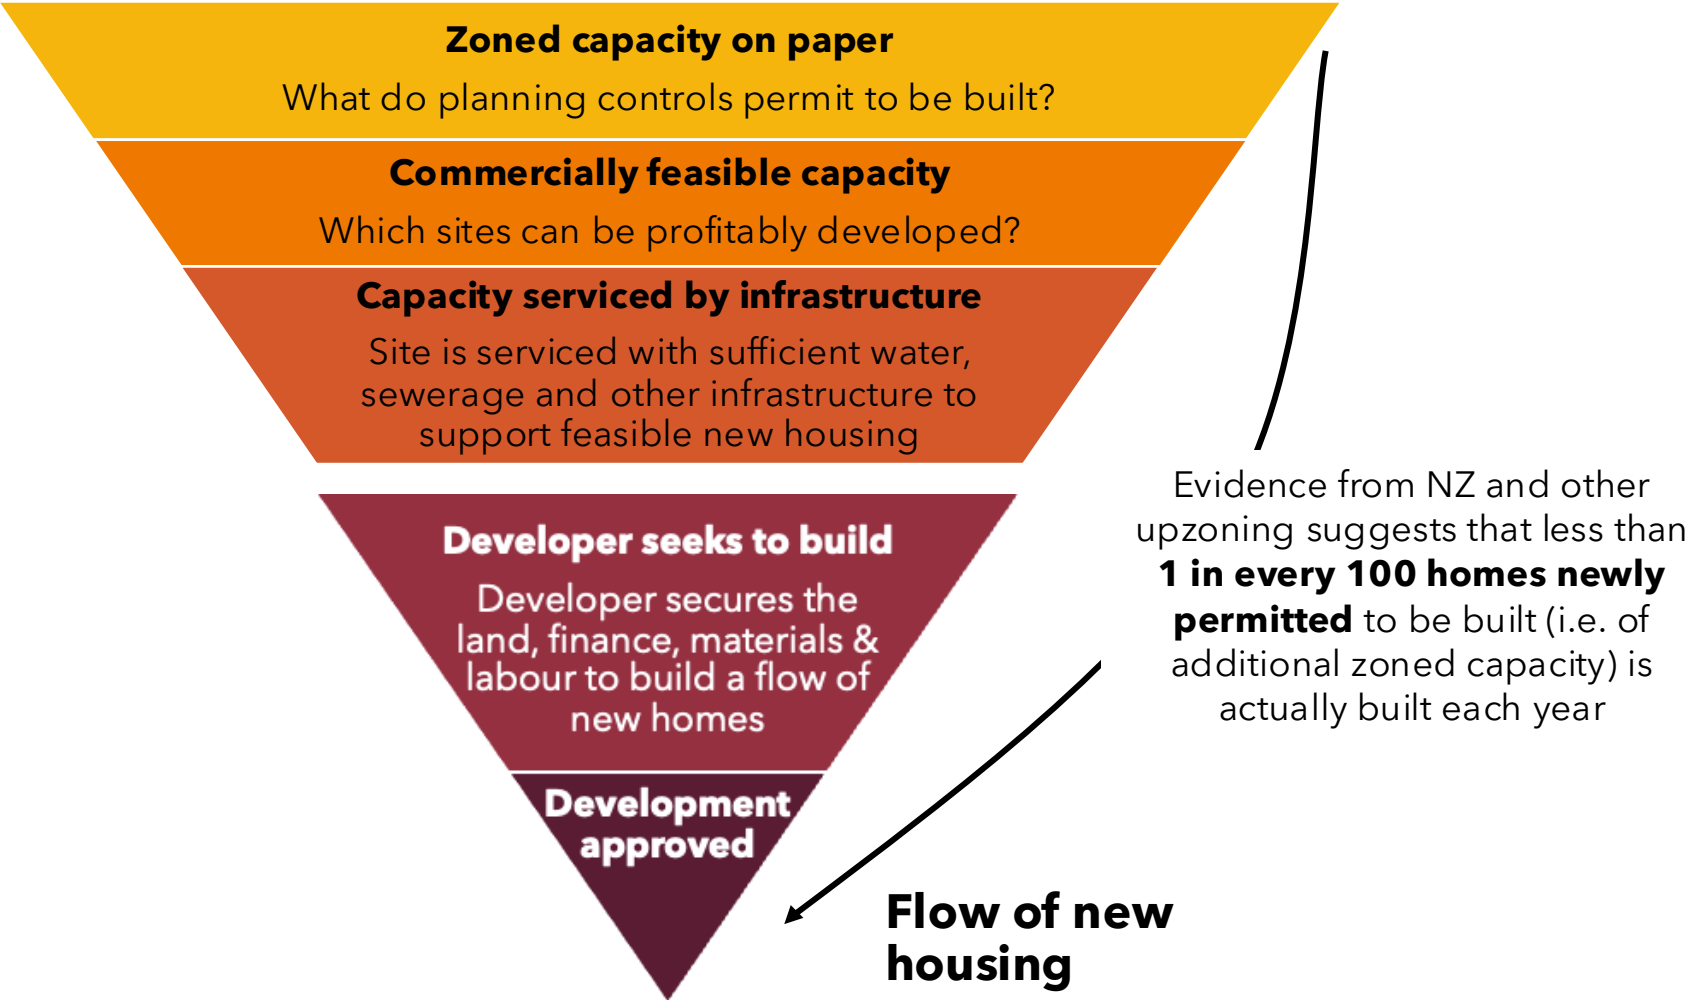 Zoned capacity on paper
What do planning controls permit to be built?
Commercially feasible capacity
Which sites can be profitably developed?
Capacity serviced by infrastructure
Site is serviced with sufficient water,
sewerage and other infrastructure to
support feasible new housing
Developer seeks to build
Developer secures the
land, finance, materials &
labour to build a flow of
new homes
Development
approved
Evidence from NZ and other
upzoning suggests that less than
1 in every 100 homes newly
permitted to be built (i.e. of
additional zoned capacity) is
actually built each year
Flow of new
housing